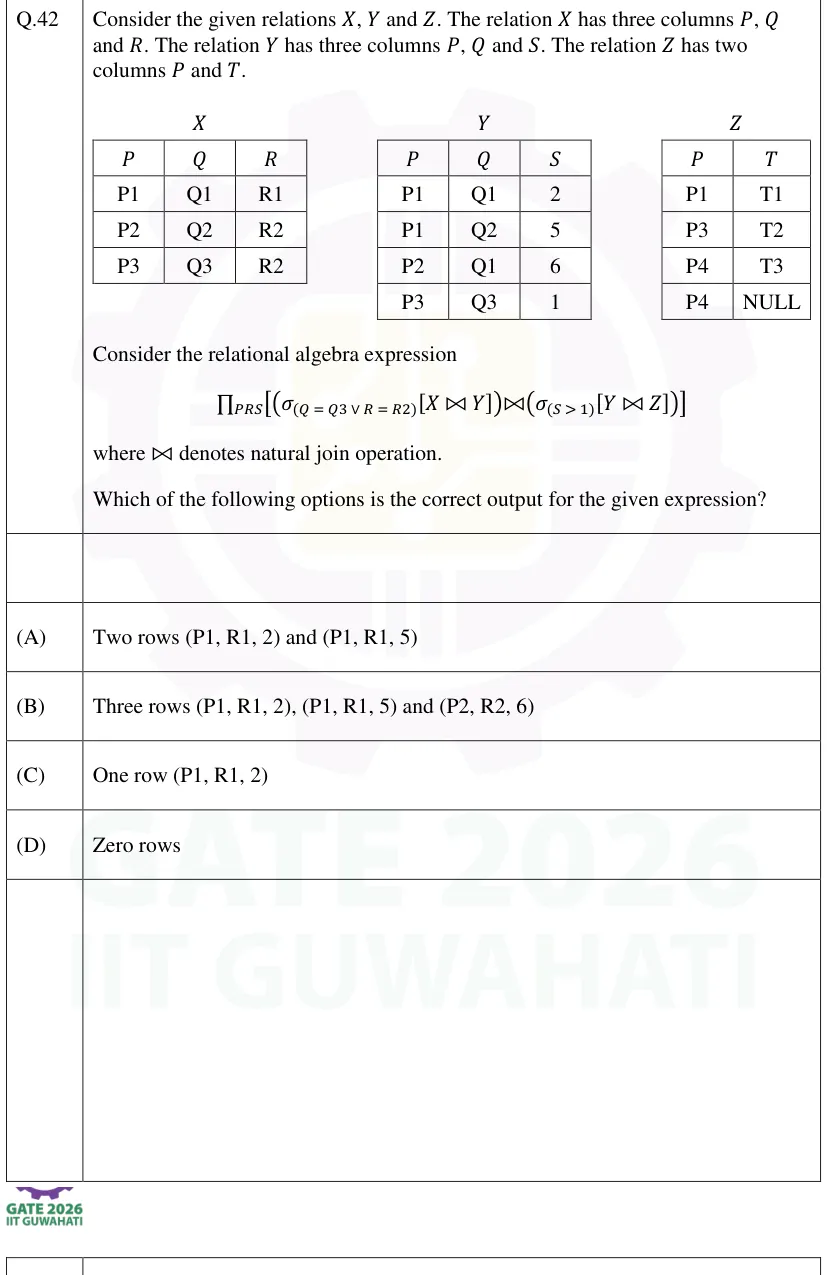 Q.42 Consider the given relations 𝑋, 𝑌 and 𝑍. The relation 𝑋 has three columns 𝑃, 𝑄
and 𝑅. The relation 𝑌 has three columns 𝑃, 𝑄 and 𝑆. The relation 𝑍 has two
columns 𝑃 and 𝑇.
𝑋 𝑌 𝑍
𝑃 𝑄 𝑅 𝑃 𝑄 𝑆 𝑃 𝑇
P1 Q1 R1 P1 Q1 2 P1 T1
P2 Q2 R2 P1 Q2 5 P3 T2
P3 Q3 R2 P2 Q1 6 P4 T3
P3 Q3 1 P4 NULL
Consider the relational algebra expression
∏𝑃𝑅𝑆[(𝜎(𝑄 = 𝑄3 ∨ 𝑅 = 𝑅2)[𝑋 ⋈ 𝑌])⋈(𝜎(𝑆 > 1)[𝑌 ⋈ 𝑍])]
where ⋈ denotes natural join operation.
Which of the following options is the correct output for the given expression?
(A) Two rows (P1, R1, 2) and (P1, R1, 5)
(B) Three rows (P1, R1, 2), (P1, R1, 5) and (P2, R2, 6)
(C) One row (P1, R1, 2)
(D) Zero rows
GATE 2026
IIT GUWAHATI
GATE 2026
IIT GUWAHATI